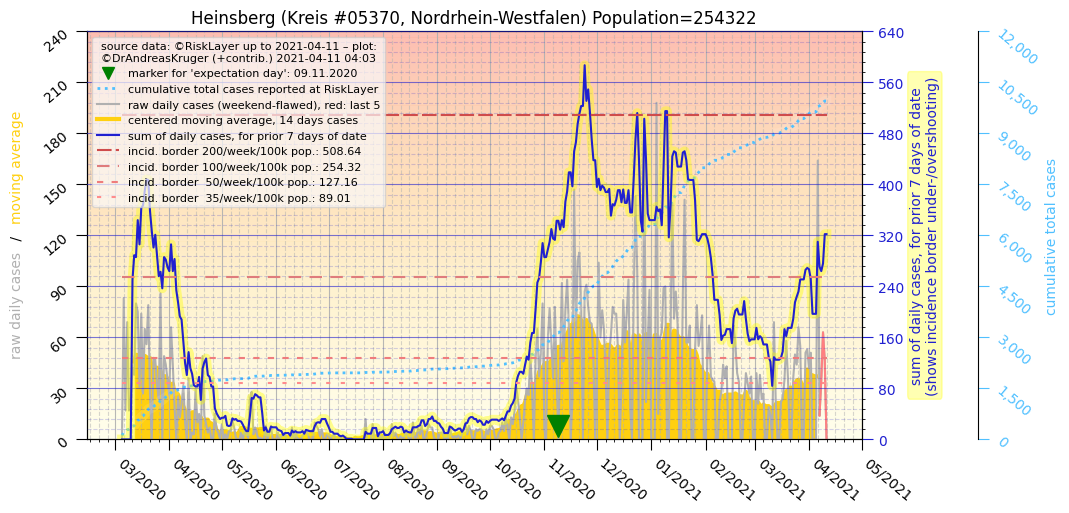 Heinsberg (Kreis #05370, Nordrhein-Westfalen) Population=254322
source data: ©RiskLayer up to 2021-04-11 – plot:
©DrAndreasKruger (+contrib.) 2021-04-11 04:03
marker for 'expectation day': 09.11.2020
cumulative total cases reported at RiskLayer
raw daily cases (weekend-flawed), red: last 5
centered moving average, 14 days cases
sum of daily cases, for prior 7 days of date
incid. border 200/week/100k pop.: 508.64
incid. border 100/week/100k pop.: 254.32
incid. border  50/week/100k pop.: 127.16
incid. border  35/week/100k pop.: 89.01
raw daily cases / moving average
240
210
180
150
120
90
60
30
0
640
560
480
400
320
240
160
80
0
sum of daily cases, for prior 7 days of date
(shows incidence border under-/overshooting)
12,000
10,500
9,000
7,500
6,000
4,500
3,000
1,500
0
cumulative total cases
03/2020
04/2020
05/2020
06/2020
07/2020
08/2020
09/2020
10/2020
11/2020
12/2020
01/2021
02/2021
03/2021
04/2021
05/2021